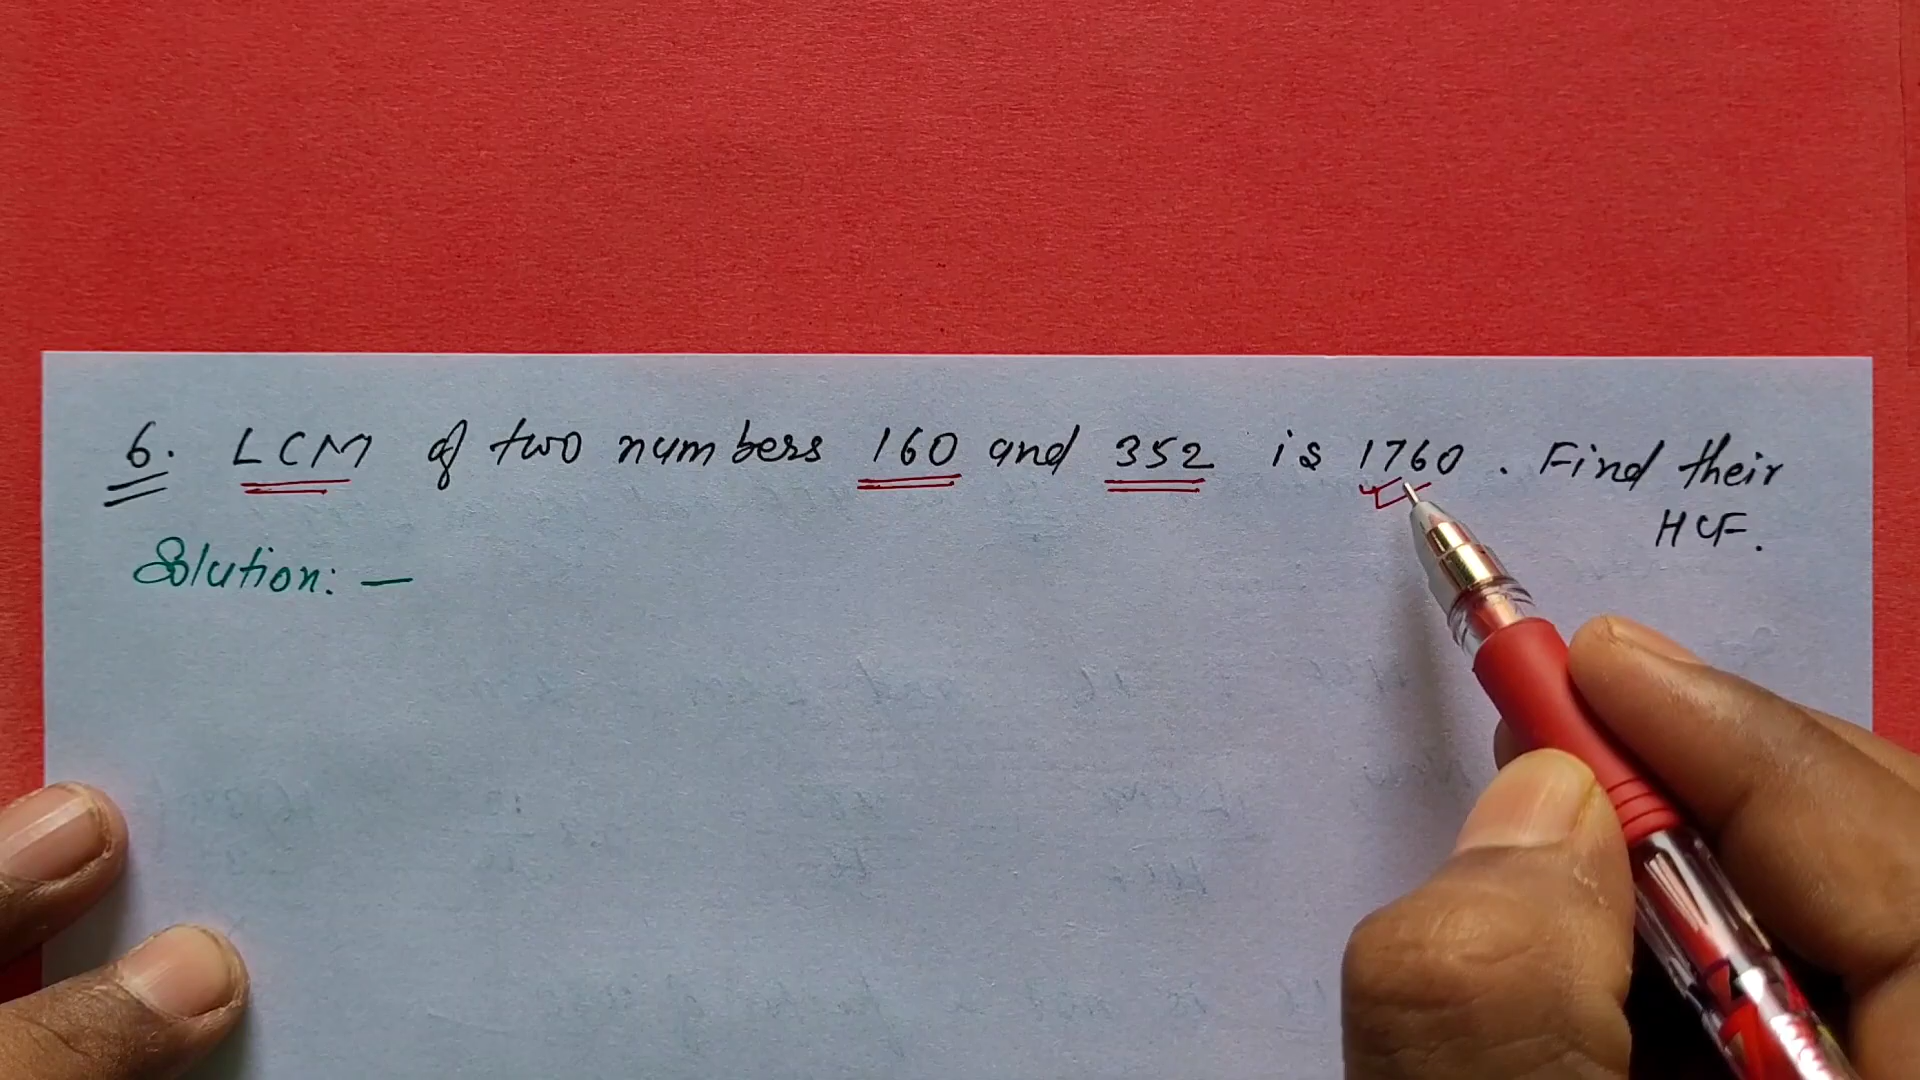 6. LCM of two numbers 160 and 352 is 1760. Find their
HCF.
Solution: —